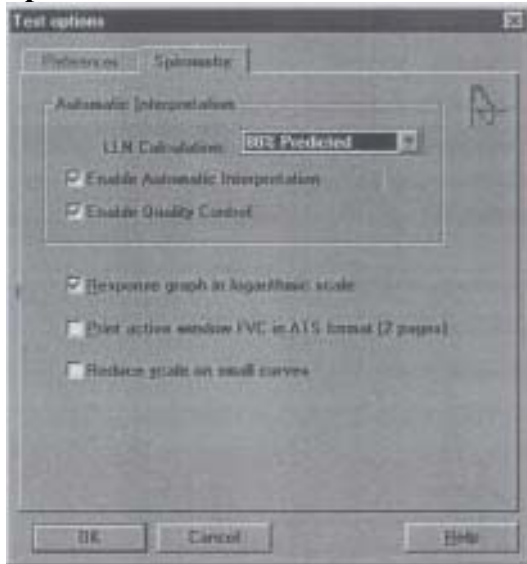 Test options
Preferences Spirometry
Automatic Interpretation
LLN Calculation: 80% Predicted
Enable Automatic Interpretation
Enable Quality Control
Response graph in logarithmic scale
Print active window FVC in ATS format (2 pages)
Reduce scale on small curves
OK Cancel Help